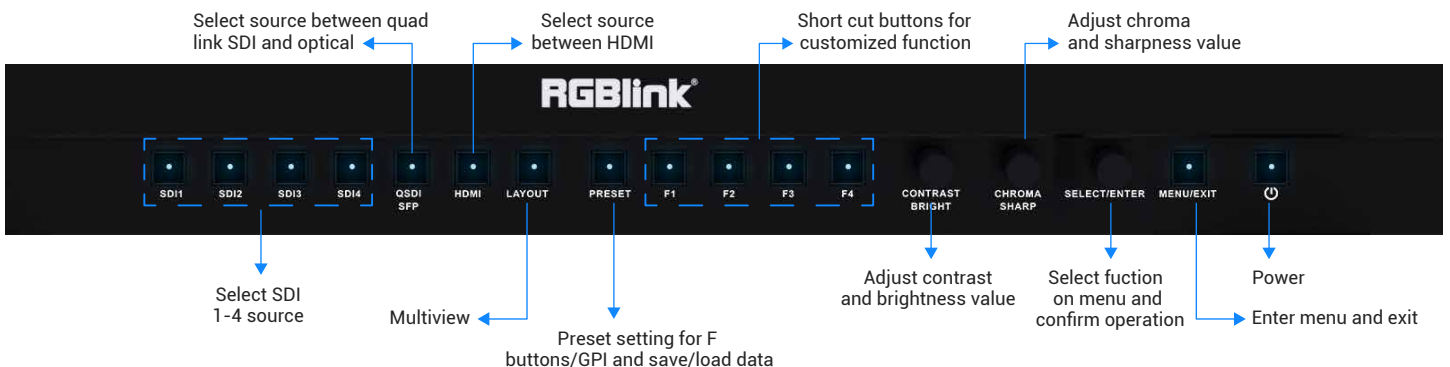 Select source between quad
link SDI and optical
Select source
between HDMI
Short cut buttons for
customized function
Adjust chroma
and sharpness value
RGBlink®
SDI1
SDI2
SDI3
SDI4
QSDI
SFP
HDMI
LAYOUT
PRESET
F1
F2
F3
F4
CONTRAST
BRIGHT
CHROMA
SHARP
SELECT/ENTER
MENU/EXIT
Select SDI
1-4 source
Multiview
Preset setting for F
buttons/GPI and save/load data
Adjust contrast
and brightness value
Select fuction
on menu and
confirm operation
Power
Enter menu and exit